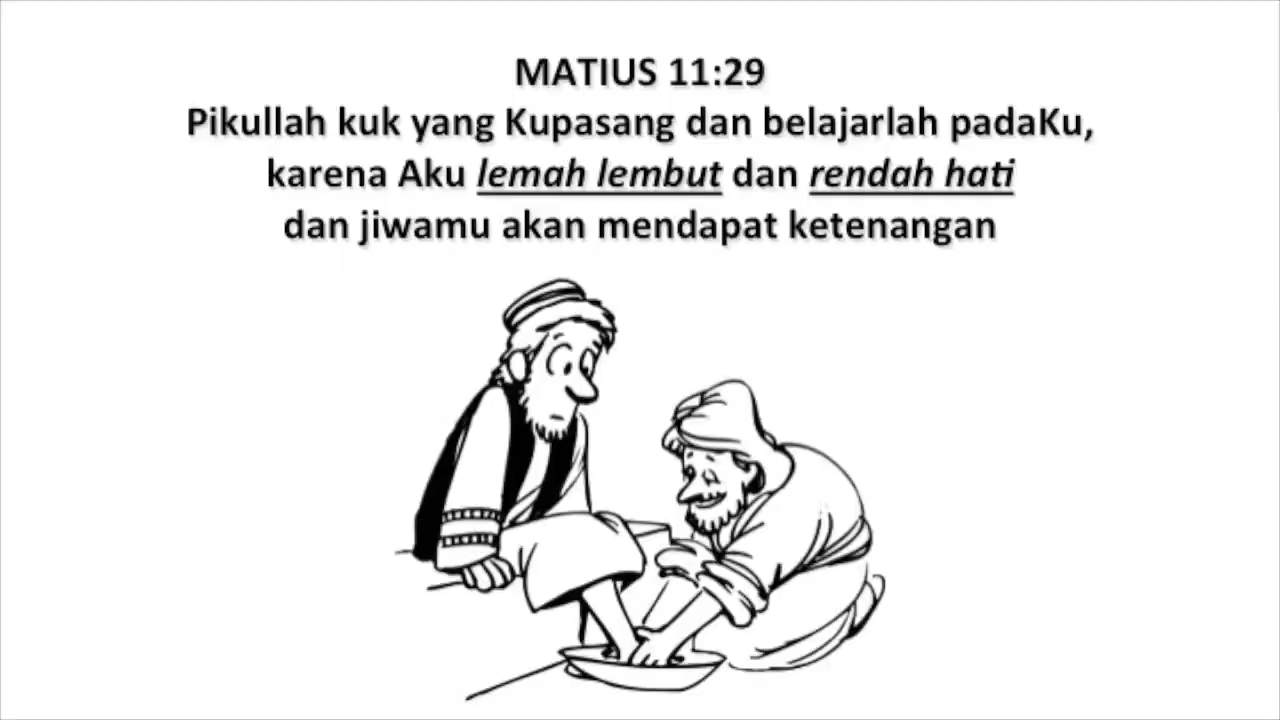 MATIUS 11:29
Pikullah kuk yang Kupasang dan belajarlah padaKu,
karena Aku lemah lembut dan rendah hati
dan jiwamu akan mendapat ketenangan